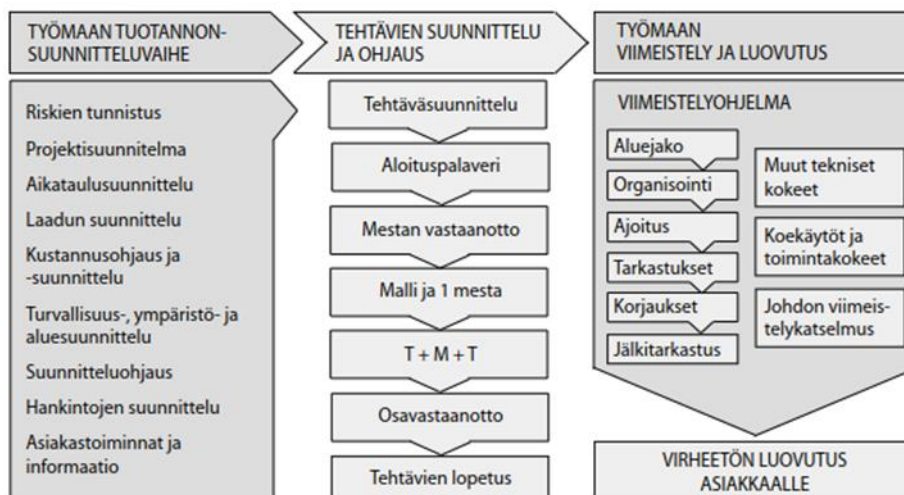 TYÖMAAN TUOTANNON-
SUUNNITTELUVAIHE
Riskien tunnistus
Projektisuunnitelma
Aikataulusuunnittelu
Laadun suunnittelu
Kustannusohjaus ja
-suunnittelu
Turvallisuus-, ympäristö- ja
aluesuunnittelu
Suunnitteluohjaus
Hankintojen suunnittelu
Asiakastoiminnat ja
informaatio
TEHTÄVIEN SUUNNITTELU
JA OHJAUS
Tehtäväsuunnittelu
Aloituspalaveri
Mestan vastaanotto
Malli ja 1 mesta
T + M + T
Osavastaanotto
Tehtävien lopetus
TYÖMAAN
VIIMEISTELY JA LUOVUTUS
VIIMEISTELYOHJELMA
Aluejako
Organisointi
Ajoitus
Tarkastukset
Korjaukset
Jälkitarkastus
Muut tekniset
kokeet
Koekäytöt ja
toimintakokeet
Johdon viimeis-
telykatselmus
VIRHEETÖN LUOVUTUS
ASIAKKAALLE